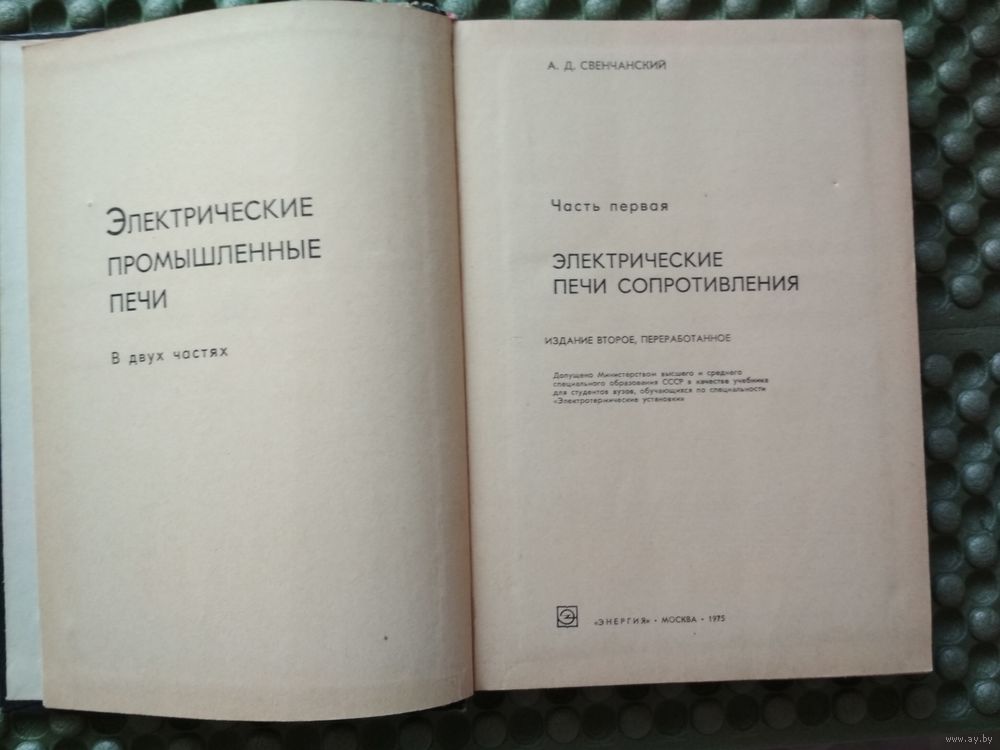 Электрические
промышленные
печи
В двух частях
А. Д. СВЕНЧАНСКИЙ
Часть первая
ЭЛЕКТРИЧЕСКИЕ
ПЕЧИ СОПРОТИВЛЕНИЯ
ИЗДАНИЕ ВТОРОЕ, ПЕРЕРАБОТАННОЕ
Допущено Министерством высшего и среднего
специального образования СССР в качестве учебника
для студентов вузов, обучающихся по специальности
«Электротермические установки»
«ЭНЕРГИЯ» • МОСКВА • 1975
www.ay.by